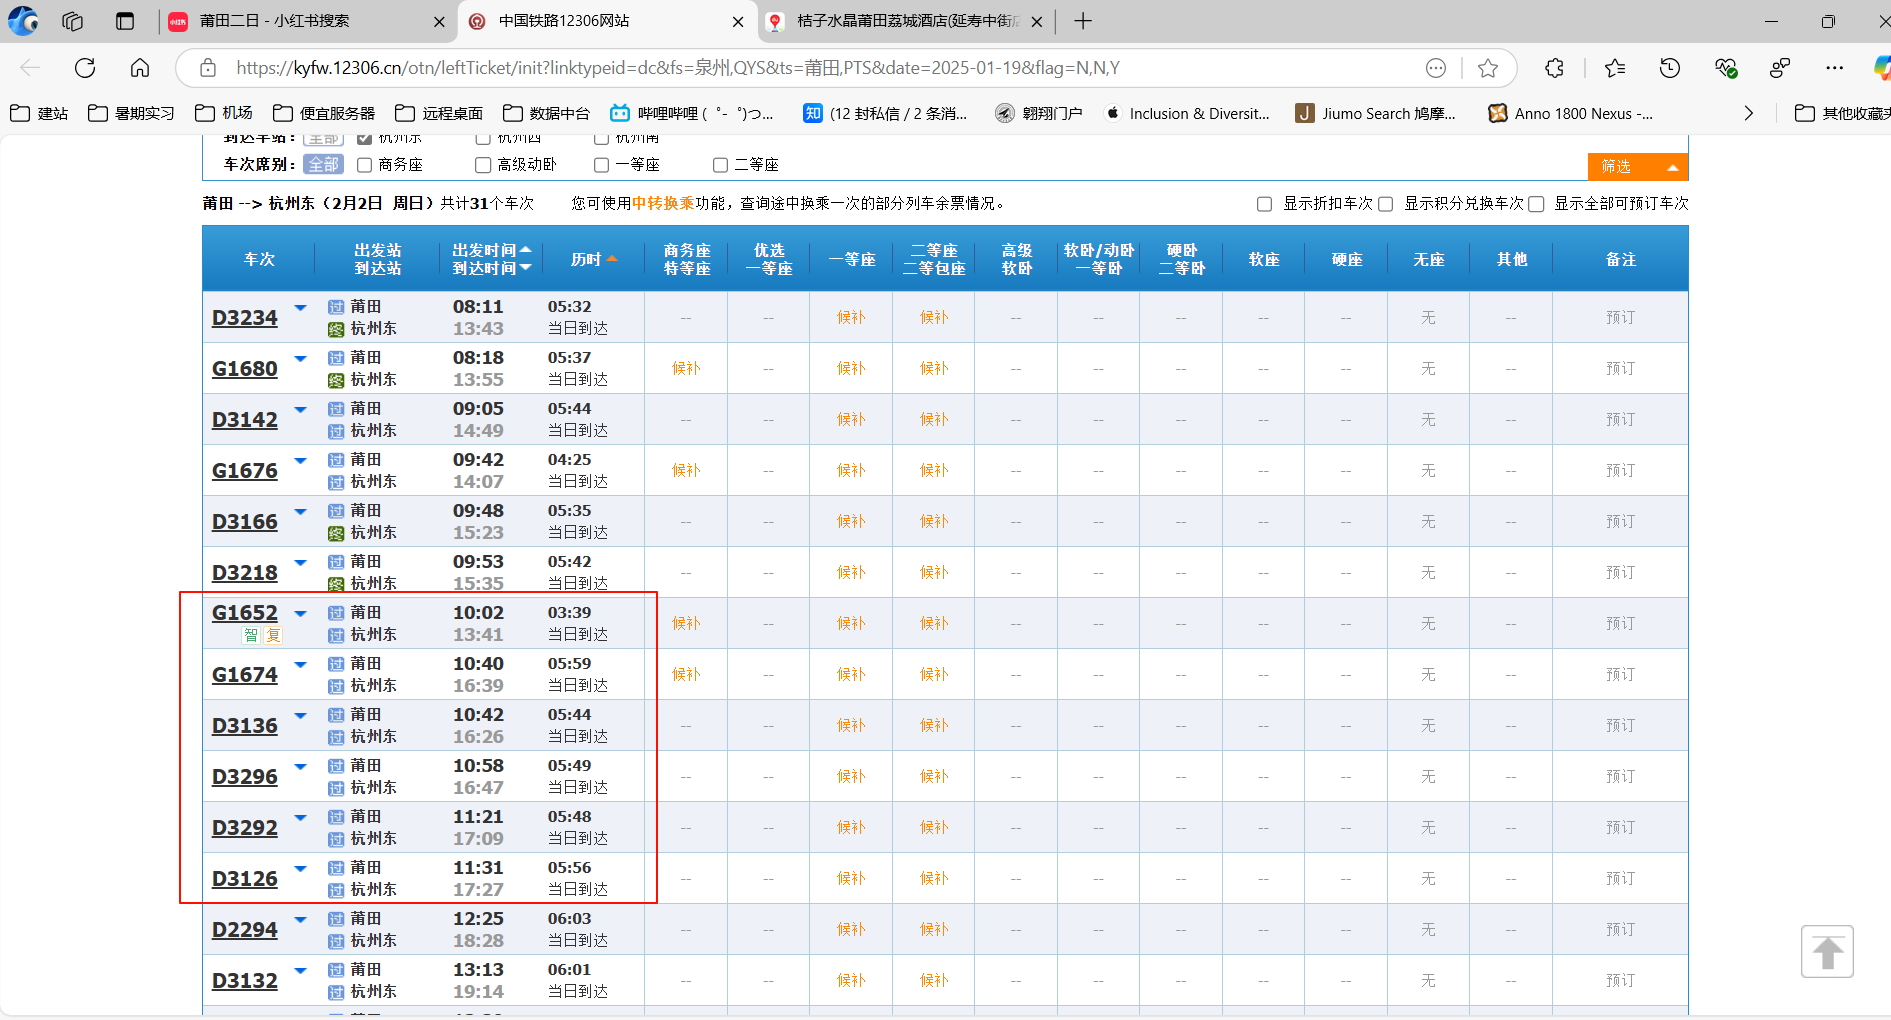 莆田二日 - 小红书搜索
中国铁路12306网站
桔子水晶莆田荔城酒店(延寿中街店
https://kyfw.12306.cn/otn/leftTicket/init?linktypeid=dc&fs=泉州,QYS&ts=莆田,PTS&date=2025-01-19&flag=N,N,Y
建站 暑期实习 机场 便宜服务器 远程桌面 数据中台 哔哩哔哩 (゜-゜)つ... (12 封私信 / 2 条消... 翱翔门户 Inclusion & Diversit... Jiumo Search 鸠摩... Anno 1800 Nexus -... 其他收藏夹
到达车站： 全部 杭州东 杭州西 杭州南
车次席别： 全部 商务座 高级动卧 一等座 二等座
筛选
莆田 --> 杭州东（2月2日 周日）共计31个车次 您可使用中转换乘功能，查询途中换乘一次的部分列车余票情况。 显示折扣车次 显示积分兑换车次 显示全部可预订车次
车次 出发站 到达站 出发时间 到达时间 历时 商务座 特等座 优选 一等座 一等座 二等座 二等包座 高级 软卧 软卧/动卧 一等卧 硬卧 二等卧 软座 硬座 无座 其他 备注
D3234 过 莆田 08:11 05:32 -- -- 候补 候补 -- -- -- -- -- 无 -- 预订
终 杭州东 13:43 当日到达
G1680 过 莆田 08:18 05:37 候补 -- 候补 候补 -- -- -- -- -- 无 -- 预订
终 杭州东 13:55 当日到达
D3142 过 莆田 09:05 05:44 -- -- 候补 候补 -- -- -- -- -- 无 -- 预订
过 杭州东 14:49 当日到达
G1676 过 莆田 09:42 04:25 候补 -- 候补 候补 -- -- -- -- -- 无 -- 预订
过 杭州东 14:07 当日到达
D3166 过 莆田 09:48 05:35 -- -- 候补 候补 -- -- -- -- -- 无 -- 预订
终 杭州东 15:23 当日到达
D3218 过 莆田 09:53 05:42 -- -- 候补 候补 -- -- -- -- -- 无 -- 预订
终 杭州东 15:35 当日到达
G1652 过 莆田 10:02 03:39 候补 -- 候补 候补 -- -- -- -- -- 无 -- 预订
智 复 过 杭州东 13:41 当日到达
G1674 过 莆田 10:40 05:59 候补 -- 候补 候补 -- -- -- -- -- 无 -- 预订
过 杭州东 16:39 当日到达
D3136 过 莆田 10:42 05:44 -- -- 候补 候补 -- -- -- -- -- 无 -- 预订
过 杭州东 16:26 当日到达
D3296 过 莆田 10:58 05:49 -- -- 候补 候补 -- -- -- -- -- 无 -- 预订
过 杭州东 16:47 当日到达
D3292 过 莆田 11:21 05:48 -- -- 候补 候补 -- -- -- -- -- 无 -- 预订
过 杭州东 17:09 当日到达
D3126 过 莆田 11:31 05:56 -- -- 候补 候补 -- -- -- -- -- 无 -- 预订
过 杭州东 17:27 当日到达
D2294 过 莆田 12:25 06:03 -- -- 候补 候补 -- -- -- -- -- 无 -- 预订
过 杭州东 18:28 当日到达
D3132 过 莆田 13:13 06:01 -- -- 候补 候补 -- -- -- -- -- 无 -- 预订
过 杭州东 19:14 当日到达